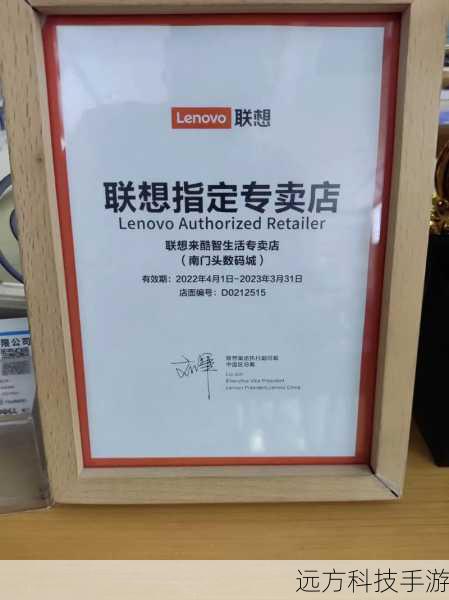 Lenovo 联想
联想指定专卖店
Lenovo Authorized Retailer
联想来酷智生活专卖店
（南门头数码城）
有效期：2022年4月1日-2023年3月31日
店面编号：D0212515
联想集团执行副总裁
中国区总裁
Liu Jun
Executive Vice President
Lenovo President,Lenovo China
限公司
DELL
远方科技手游